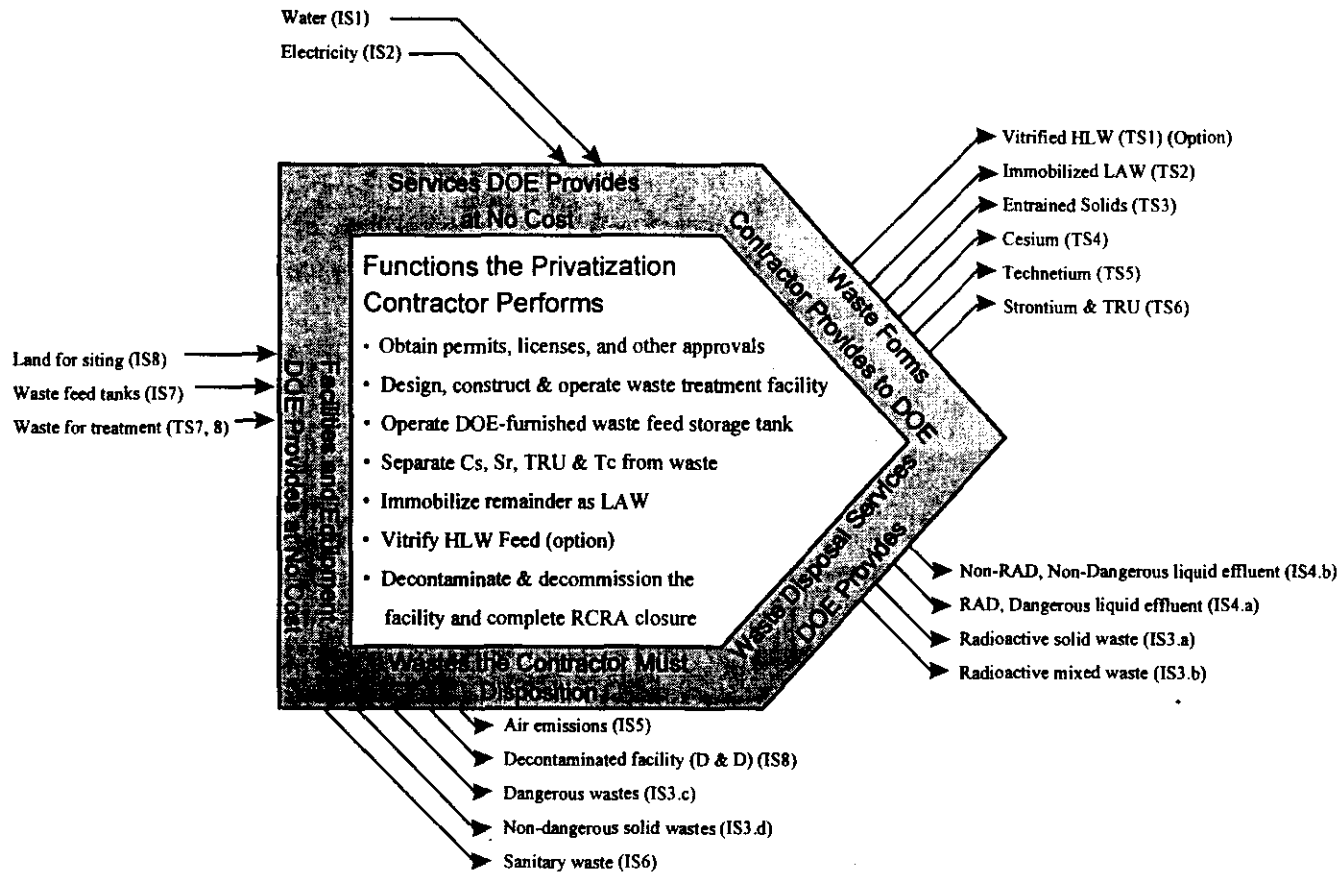 Water (IS1)
Electricity (IS2)
Services DOE Provides
at No Cost
Vitrified HLW (TS1) (Option)
Immobilized LAW (TS2)
Entrained Solids (TS3)
Cesium (TS4)
Technetium (TS5)
Strontium & TRU (TS6)
Waste Forms
Contractor Provides to DOE
Land for siting (IS8)
Waste feed tanks (IS7)
Waste for treatment (TS7, 8)
Facilities and Equipment
DOE Provides at No Cost
Functions the Privatization
Contractor Performs
• Obtain permits, licenses, and other approvals
• Design, construct & operate waste treatment facility
• Operate DOE-furnished waste feed storage tank
• Separate Cs, Sr, TRU & Tc from waste
• Immobilize remainder as LAW
• Vitrify HLW Feed (option)
• Decontaminate & decommission the
facility and complete RCRA closure
Waste Disposal Services
DOE Provides
Non-RAD, Non-Dangerous liquid effluent (IS4.b)
RAD, Dangerous liquid effluent (IS4.a)
Radioactive solid waste (IS3.a)
Radioactive mixed waste (IS3.b)
Wastes the Contractor Must
Disposition
Air emissions (IS5)
Decontaminated facility (D & D) (IS8)
Dangerous wastes (IS3.c)
Non-dangerous solid wastes (IS3.d)
Sanitary waste (IS6)